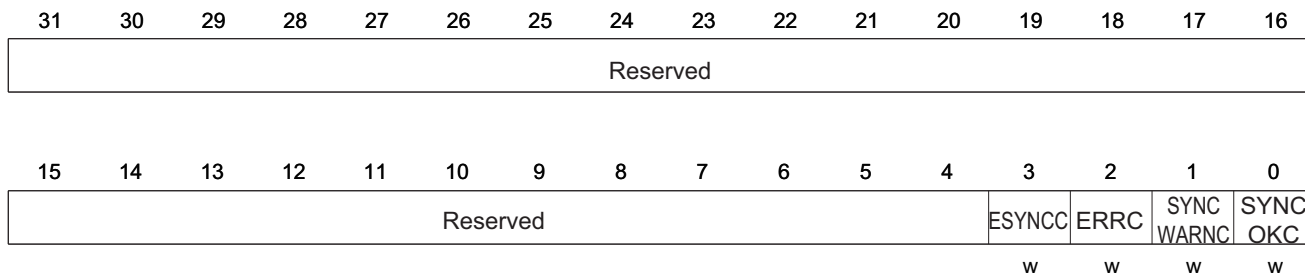 31 30 29 28 27 26 25 24 23 22 21 20 19 18 17 16
Reserved
15 14 13 12 11 10 9 8 7 6 5 4 3 2 1 0
Reserved ESYNCC ERRC SYNC WARNC SYNC OKC
w w w w